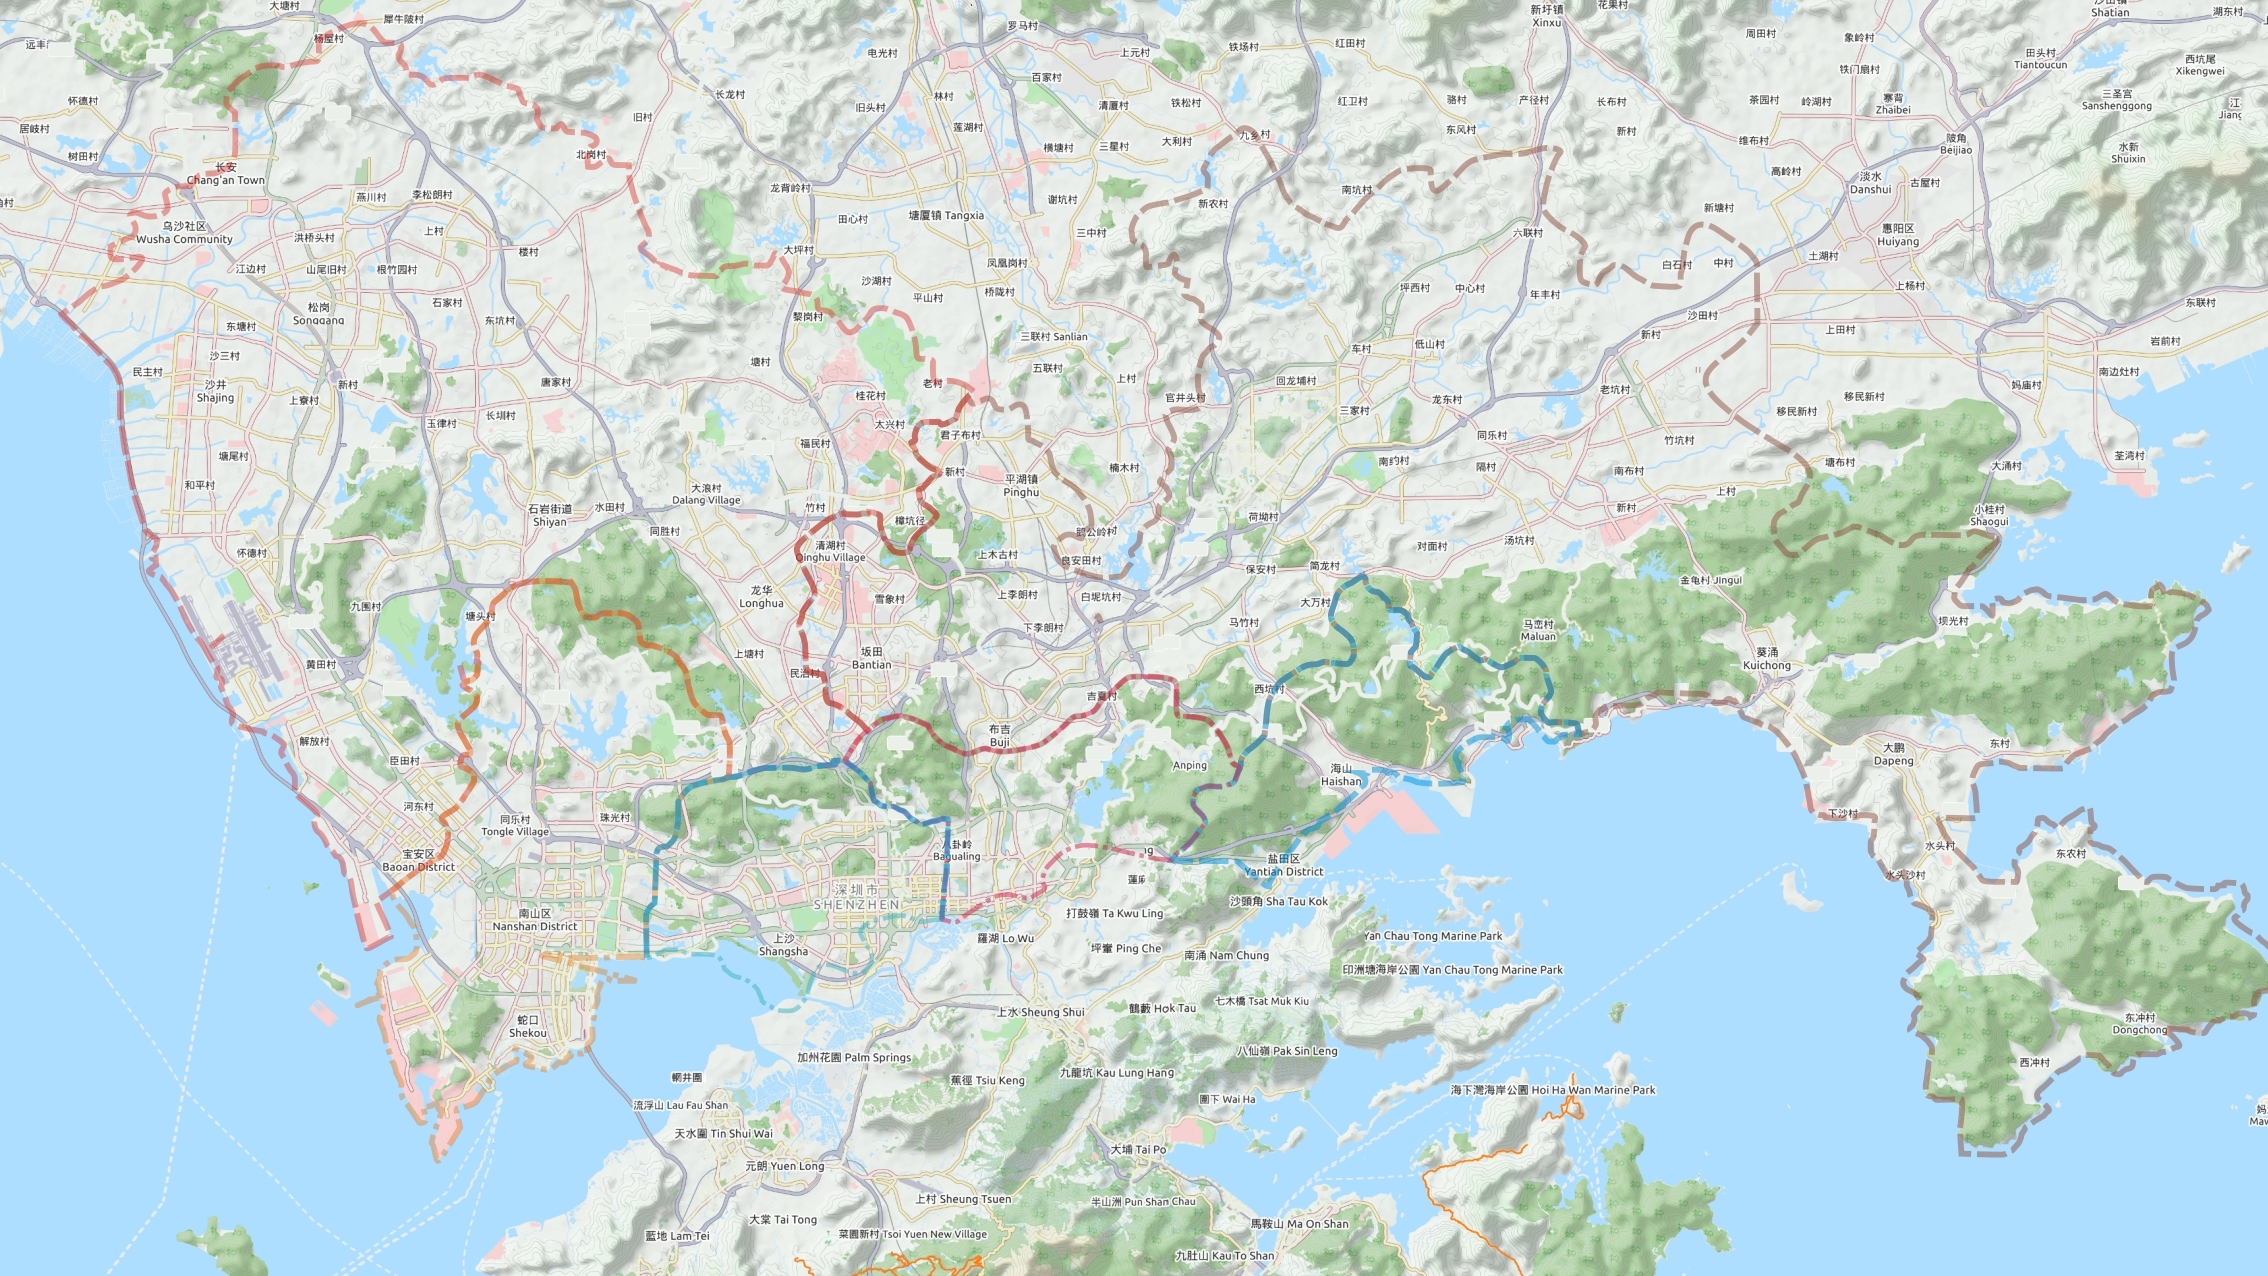 大塘村
犀牛陂村
杨屋村
罗马村
新圩镇
Xinxu
花果村
Shatian
湖东村
周田村
象岭村
田头村
Tiantoucun
西坑尾
Xikengwei
电光村
上元村
铁场村
红田村
百家村
铁门扇村
长龙村
旧头村
林村
清厦村
铁松村
红卫村
骆村
产径村
长布村
茶园村
岭湖村
寨背
Zhaibei
三圣宫
Sanshenggong
怀德村
居岐村
旧村
莲湖村
九乡村
东风村
新村
维布村
陂角
Beijiao
水新
Shuixin
树田村
北岗村
横塘村
三星村
大利村
长安
Chang'an Town
燕川村
李松朗村
龙背岭村
谢坑村
南坑村
高岭村
淡水
Danshui
古屋村
田心村
塘厦镇 Tangxia
新农村
新塘村
乌沙社区
Wusha Community
洪桥头村
上村
三中村
六联村
惠阳区
Huiyang
楼村
大坪村
江边村
山尾旧村
根竹园村
凤凰岗村
白石村
中村
土湖村
沙湖村
平山村
桥陇村
坪西村
中心村
年丰村
上杨村
东联村
松岗
Songgang
石家村
东坑村
黎岗村
沙田村
东塘村
三联村 Sanlian
新村
上田村
岩前村
沙三村
塘村
车村
低山村
民主村
五联村
沙井
Shajing
新村
唐家村
老村
上村
回龙埔村
妈庙村
南边灶村
上寮村
桂花村
官井头村
三家村
龙东村
老坑村
移民新村
移民新村
长圳村
玉律村
太兴村
君子布村
同乐村
竹坑村
福民村
塘尾村
新村
楠木村
南约村
隔村
南布村
塘布村
大涌村
荃湾村
和平村
大浪村
Dalang Village
平湖镇
Pinghu
上村
石岩街道
Shiyan
水田村
竹村
樟坑径
荷坳村
新村
小桂村
Shaogui
同胜村
鹅公岭村
怀德村
清湖村
Qinghu Village
上木古村
良安田村
对面村
汤坑村
保安村
简龙村
金龟村 Jingui
龙华
Longhua
雪象村
上李朗村
白坭坑村
大万村
九围村
塘头村
下李朗村
马竹村
马峦村
Maluan
坝光村
黄田村
上塘村
坂田
Bantian
葵涌
Kuichong
民治村
吉夏村
西坑村
解放村
布吉
Buji
大鹏
Dapeng
东村
臣田村
Anping
海山
Haishan
河东村
同乐村
Tongle Village
珠光村
下沙村
宝安区
Baoan District
八卦岭
Bagualing
盐田区
Yantian District
水头村
东农村
水头沙村
深圳市
SHENZHEN
沙頭角 Sha Tau Kok
南山区
Nanshan District
打鼓嶺 Ta Kwu Ling
上沙
Shangsha
羅湖 Lo Wu
坪輋 Ping Che
南涌 Nam Chung
Yan Chau Tong Marine Park
印洲塘海岸公園 Yan Chau Tong Marine Park
蛇口
Shekou
上水 Sheung Shui
鶴藪 Hok Tau
七木橋 Tsat Muk Kiu
东冲村
Dongchong
加州花園 Palm Springs
八仙嶺 Pak Sin Leng
西冲村
輞井圍
蕉徑 Tsiu Keng
九龍坑 Kau Lung Hang
海下灣海岸公園 Hoi Ha Wan Marine Park
流浮山 Lau Fau Shan
圍下 Wai Ha
天水圍 Tin Shui Wai
大埔 Tai Po
元朗 Yuen Long
上村 Sheung Tsuen
半山洲 Pun Shan Chau
大棠 Tai Tong
馬鞍山 Ma On Shan
藍地 Lam Tei
菜園新村 Tsoi Yuen New Village
九肚山 Kau To Shan